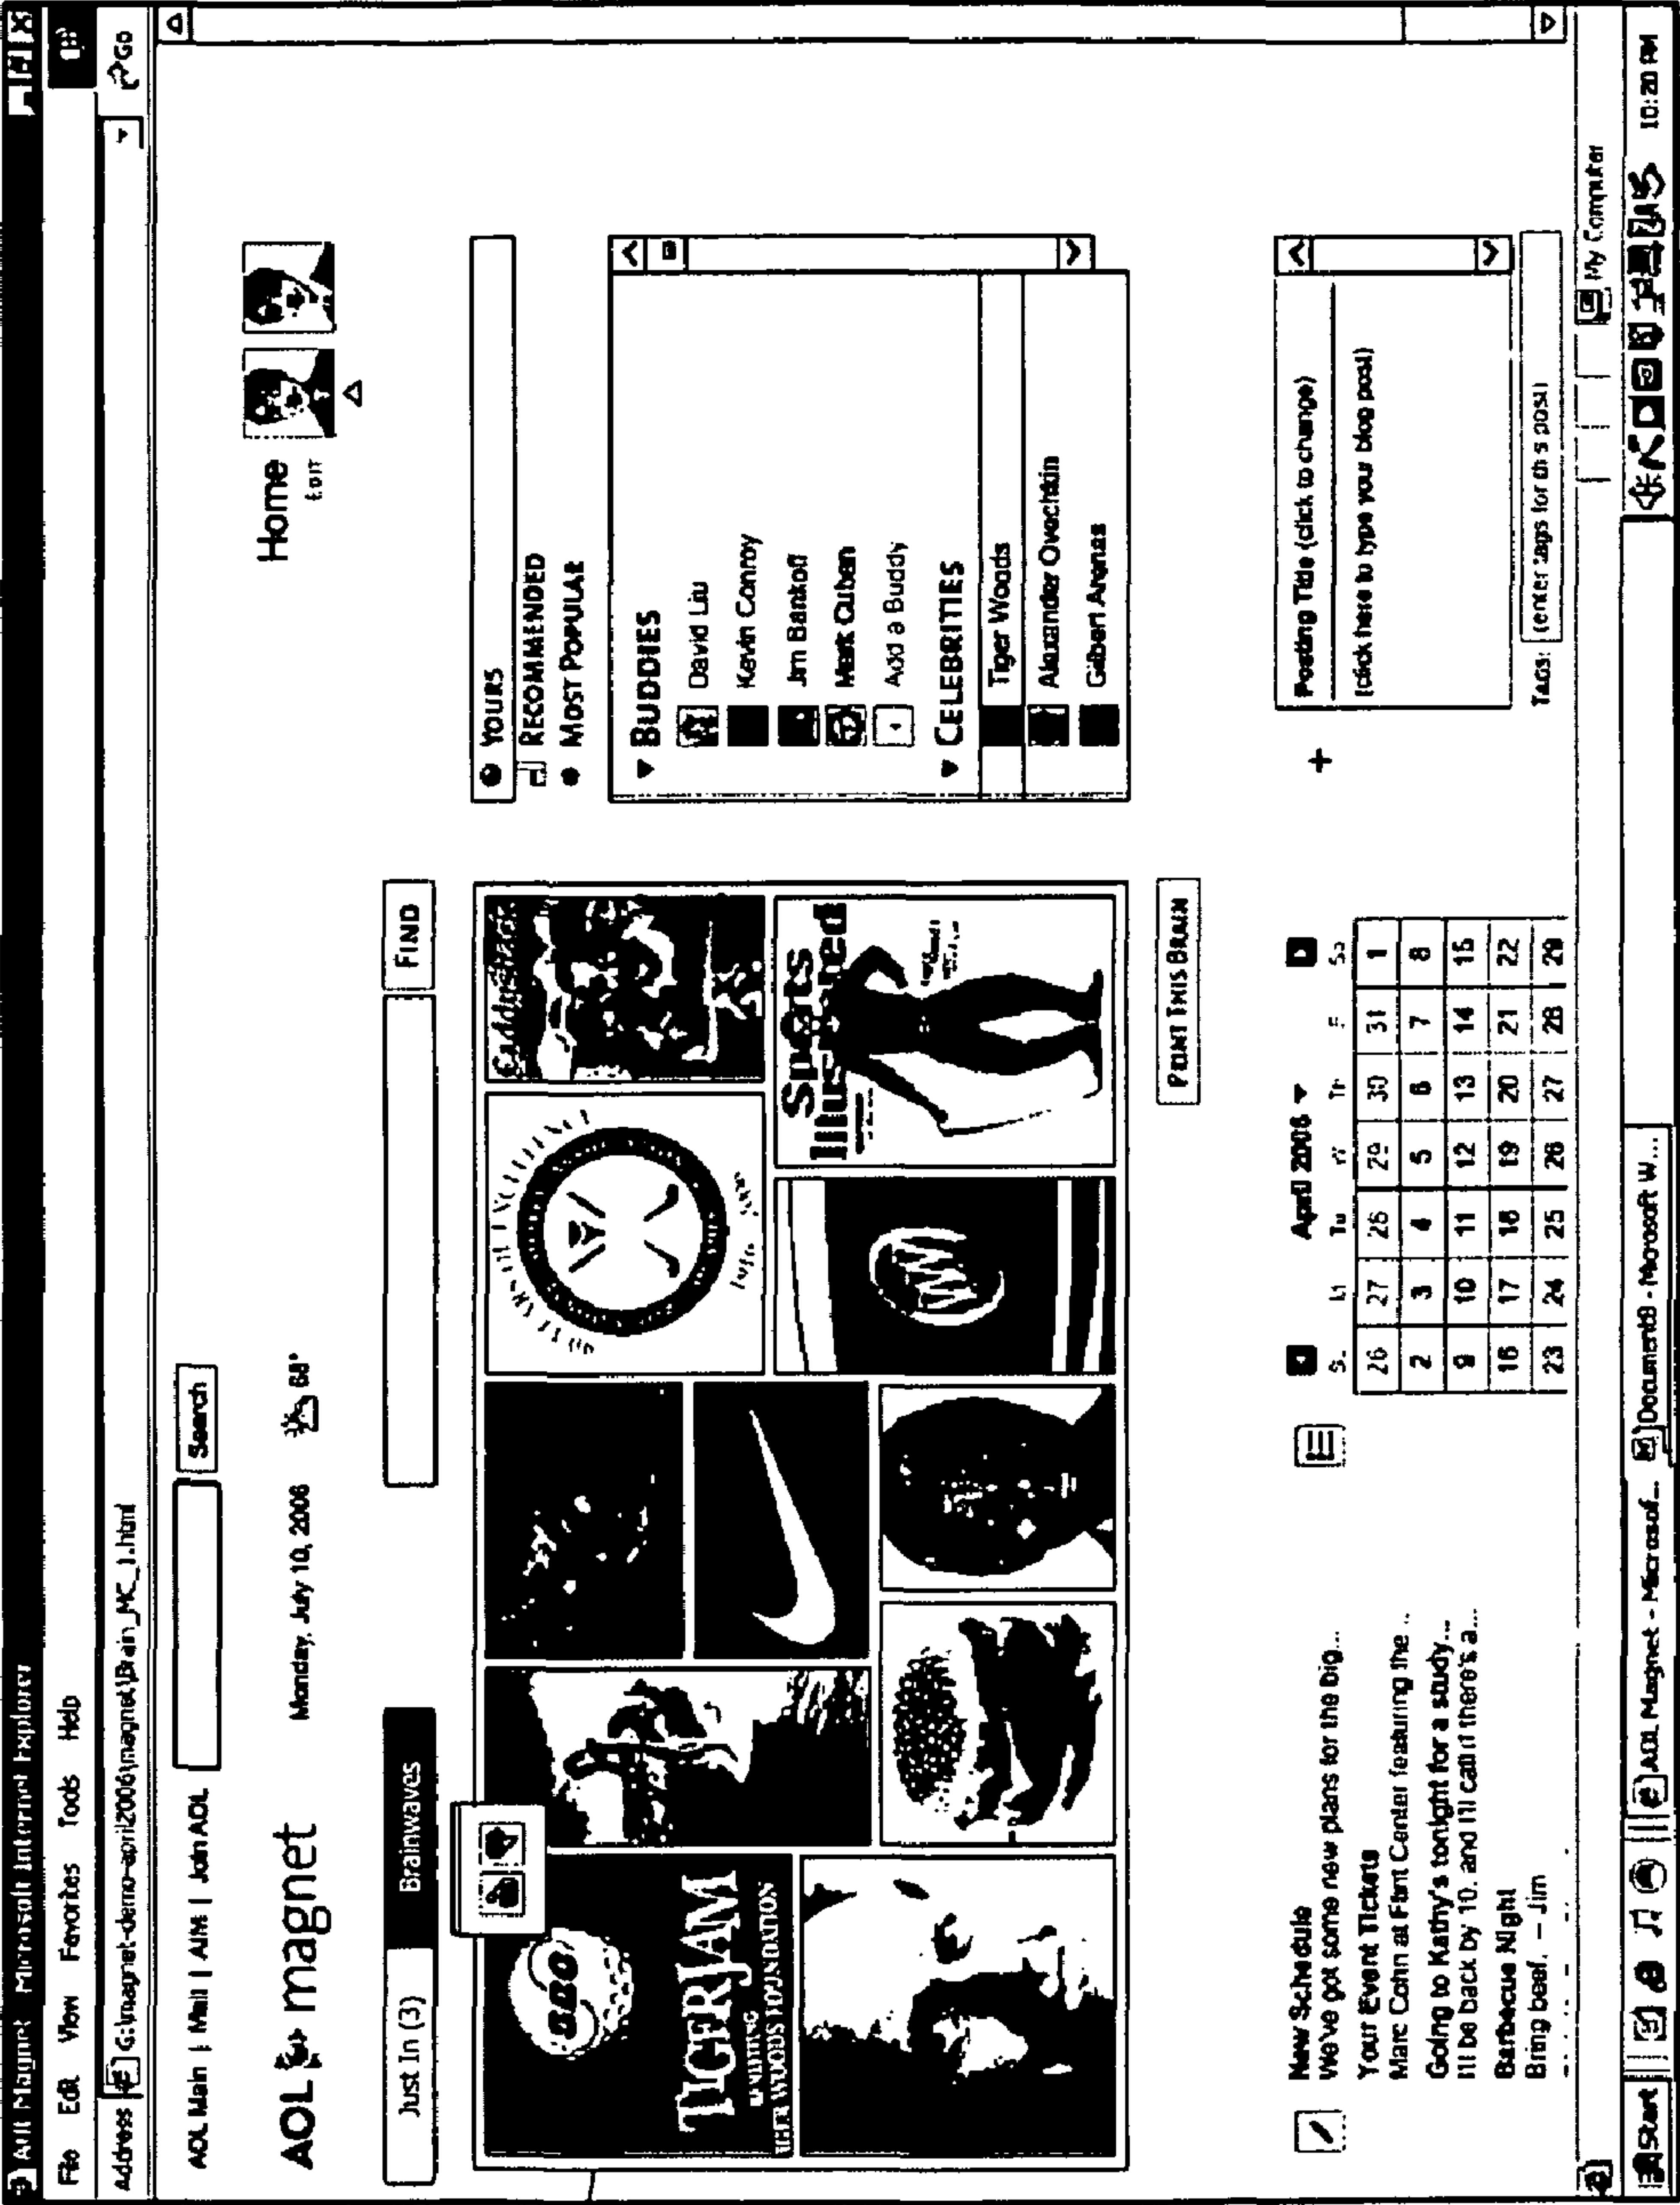 AOL Magnet Microsoft Internet Explorer
File Edit View Favorites Tools Help
Address G:\magnet-demo-april2006\magnet\Brain_MC_1.html
Go
AOL Main | Mail | AIM | Join AOL
Search
AOL magnet
Monday, July 10, 2006
68°
Home
EDIT
Just In (3)
Brainwaves
FIND
YOURS
RECOMMENDED
MOST POPULAR
BUDDIES
David Liu
Kevin Conroy
Jim Bankoff
Mark Cuban
Add a Buddy
CELEBRITIES
Tiger Woods
Alexander Ovechkin
Gilbert Arenas
TIGERJAM
THE WOODS FOUNDATION
Caddyshack
Sports
Illustrated
PRINT THIS BRAIN
New Schedule
We've got some new plans for the big...
Your Event Tickets
Marc Cohn at Flint Center featuring the ..
Going to Kathy's tonight for a study...
I'll be back by 10. and I'll call if there's a...
Barbecue Night
Bring beef. – Jim
April 2006
S M Tu W Th F Sa
26 27 28 29 30 31 1
2 3 4 5 6 7 8
9 10 11 12 13 14 15
16 17 18 19 20 21 22
23 24 25 26 27 28 29
+
Posting Title (click to change)
(click here to type your blog post)
TAGS: (enter tags for this post)
My Computer
Start
AOL Magnet - Microsof...
Document8 - Microsoft W...
10:20 PM